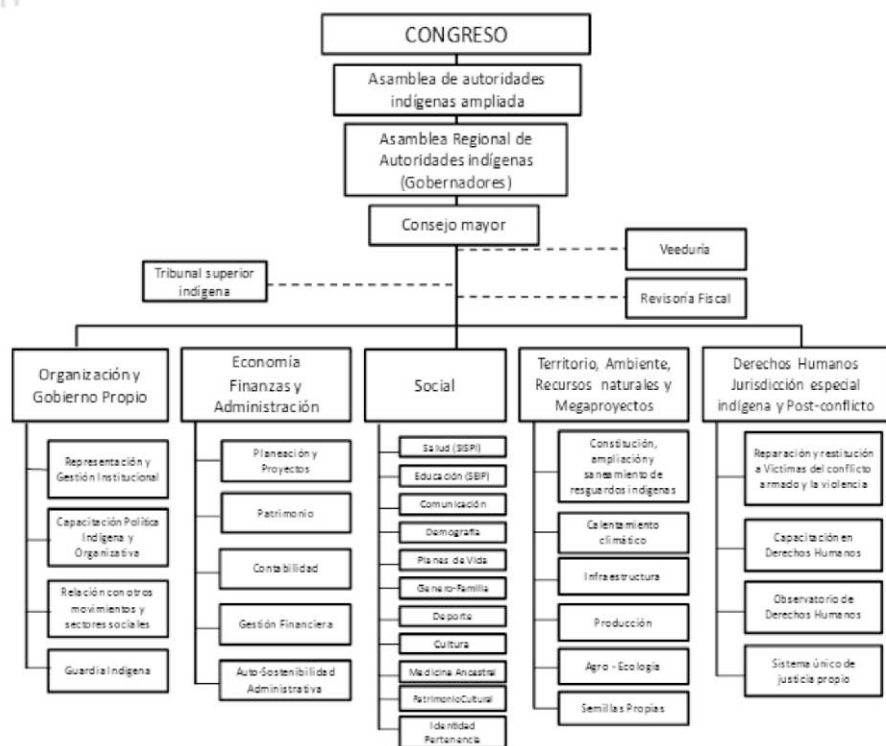 CONGRESO
Asamblea de autoridades
indígenas ampliada
Asamblea Regional de
Autoridades indígenas
(Gobernadores)
Consejo mayor
Veeduría
Tribunal superior
indígena
Revisoría Fiscal
Organización y
Gobierno Propio
Representación y
Gestión Institucional
Capacitación Política
Indígena y
Organizativa
Relación con otros
movimientos y
sectores sociales
Guardia Indígena
Economía
Finanzas y
Administración
Planeación y
Proyectos
Patrimonio
Contabilidad
Gestión Financiera
Auto-Sostenibilidad
Administrativa
Social
Salud (SISPI)
Educación (SEIP)
Comunicación
Demografía
Planes de Vida
Genero-Familia
Deporte
Cultura
Medicina Ancestral
PatrimonioCultural
Identidad
Pertenencia
Territorio, Ambiente,
Recursos naturales y
Megaproyectos
Constitución,
ampliación y
saneamiento de
resguardos indígenas
Calentamiento
climático
Infraestructura
Producción
Agro - Ecología
Semillas Propias
Derechos Humanos
Jurisdicción especial
indígena y Post-conflicto
Reparación y restitución
a Victimas del conflicto
armado y la violencia
Capacitación en
Derechos Humanos
Observatorio de
Derechos Humanos
Sistema único de
justicia propio